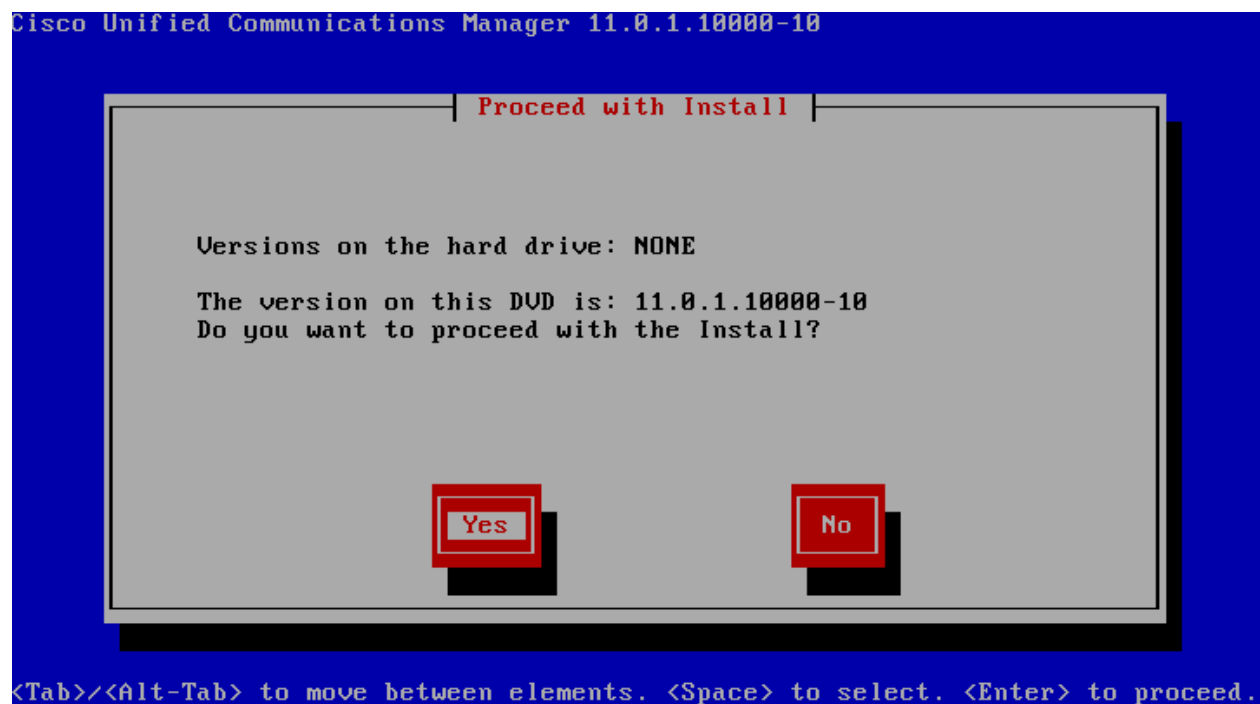 Cisco Unified Communications Manager 11.0.1.10000-10
Proceed with Install
Versions on the hard drive: NONE
The version on this DVD is: 11.0.1.10000-10
Do you want to proceed with the Install?
Yes No
<Tab>/<Alt-Tab> to move between elements. <Space> to select. <Enter> to proceed.